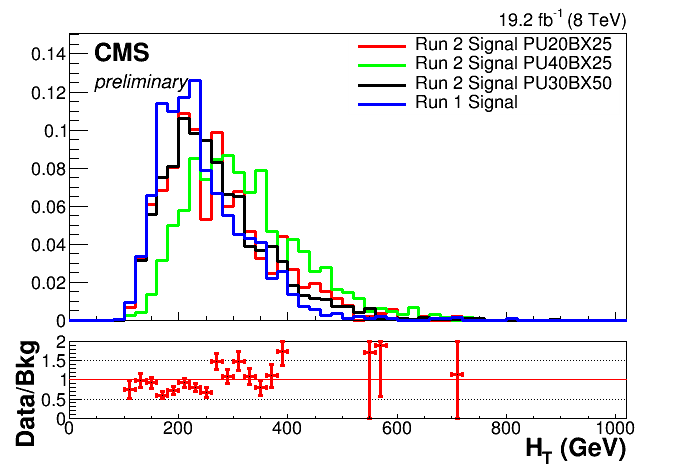 19.2 fb-1 (8 TeV)
CMS
preliminary
Run 2 Signal PU20BX25
Run 2 Signal PU40BX25
Run 2 Signal PU30BX50
Run 1 Signal
0.14
0.12
0.1
0.08
0.06
0.04
0.02
0
Data/Bkg
2
1.5
1
0.5
0
0 200 400 600 800 1000
HT (GeV)